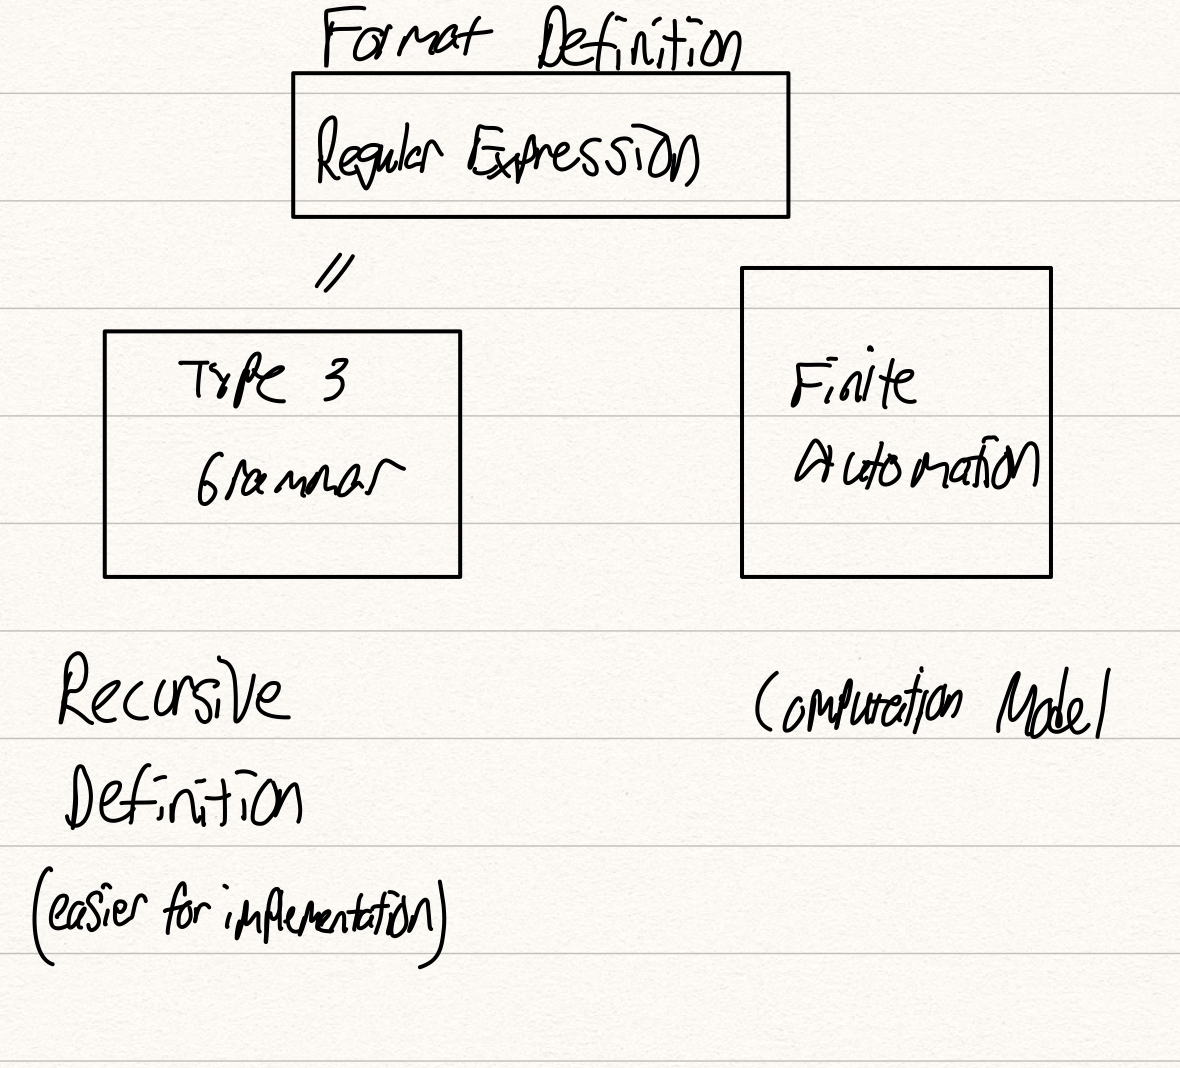 Format Definition
Regular Expression
//
Type 3
Grammar
Finite
Automation
Recursive
Definition
(easier for implementation)
Computation Model